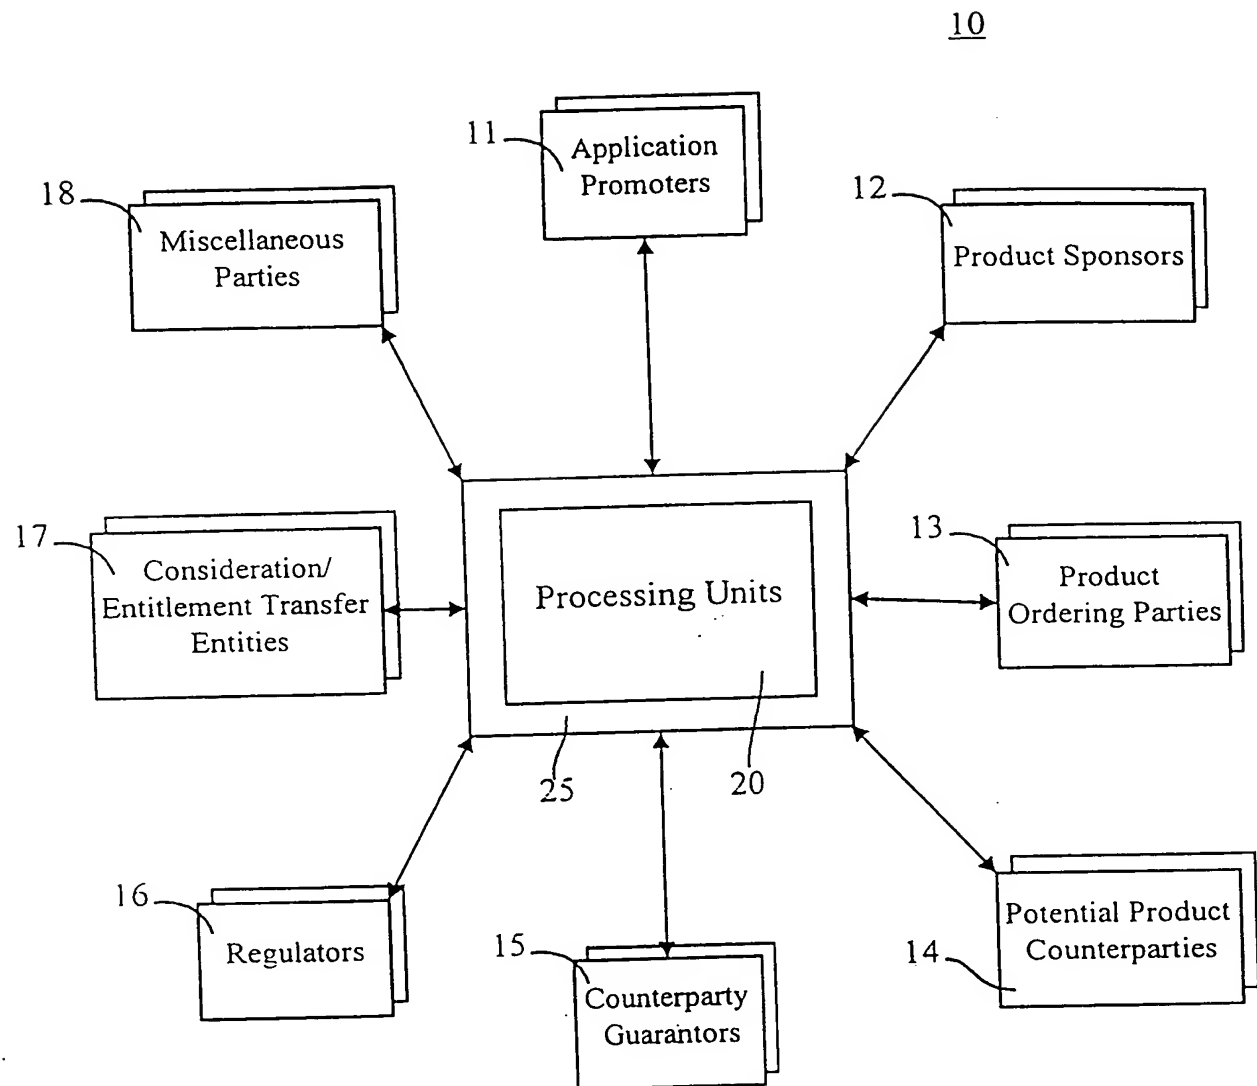 10
11
Application
Promoters
18
Miscellaneous
Parties
12
Product Sponsors
17
Consideration/
Entitlement Transfer
Entities
Processing Units
13
Product
Ordering Parties
25
20
16
Regulators
15
Counterparty
Guarantors
Potential Product
Counterparties
14